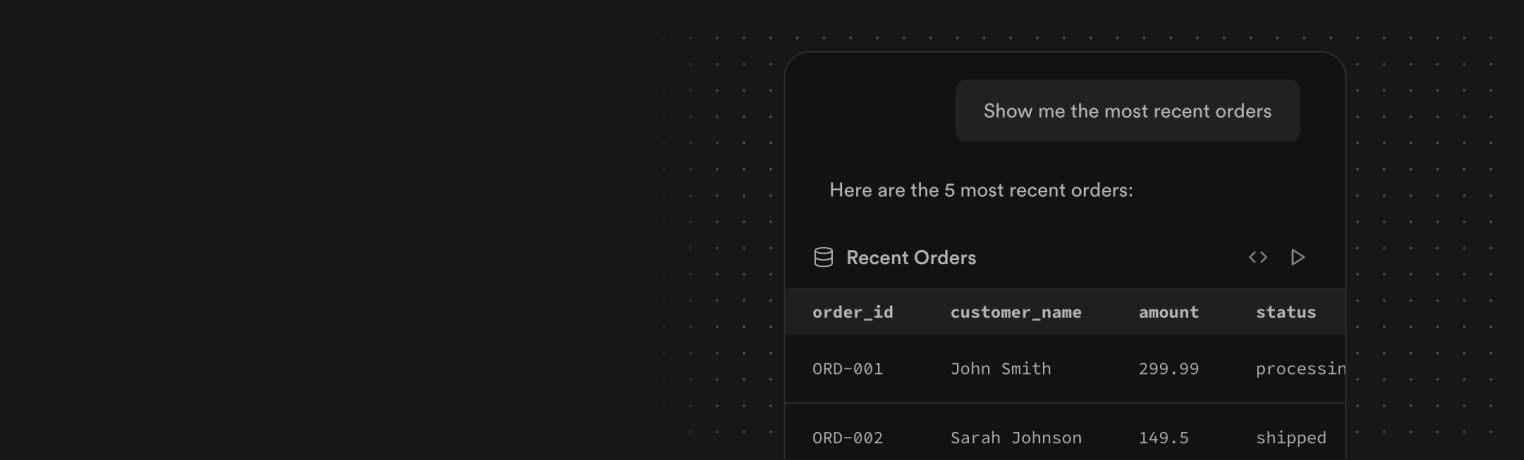 Show me the most recent orders
Here are the 5 most recent orders:
Recent Orders
order_id customer_name amount status
ORD-001 John Smith 299.99 processin
ORD-002 Sarah Johnson 149.5 shipped